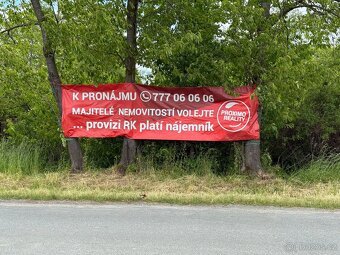 K PRONÁJMU 777 06 06 06
MAJITELÉ NEMOVITOSTÍ VOLEJTE
... provizi RK platí nájemník
PROXIMO
REALITY